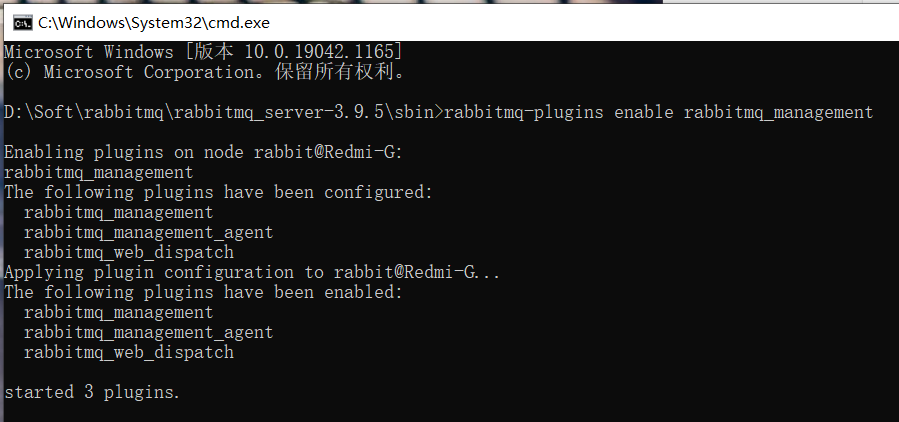 C:\Windows\System32\cmd.exe
Microsoft Windows [版本 10.0.19042.1165]
(c) Microsoft Corporation。保留所有权利。
D:\Soft\rabbitmq\rabbitmq_server-3.9.5\sbin>rabbitmq-plugins enable rabbitmq_management
Enabling plugins on node rabbit@Redmi-G:
rabbitmq_management
The following plugins have been configured:
  rabbitmq_management
  rabbitmq_management_agent
  rabbitmq_web_dispatch
Applying plugin configuration to rabbit@Redmi-G...
The following plugins have been enabled:
  rabbitmq_management
  rabbitmq_management_agent
  rabbitmq_web_dispatch
started 3 plugins.